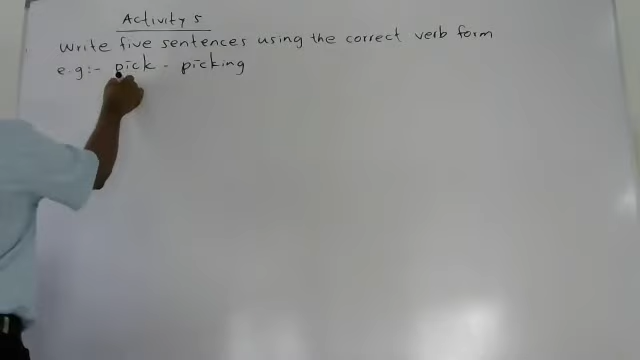 Activity 5
Write five sentences using the correct verb form
e.g:- pick - picking